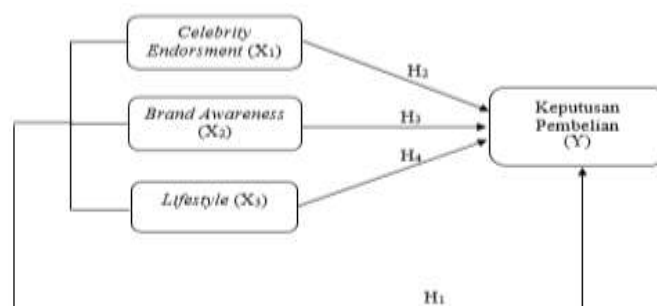 Celebrity
Endorsment (X₁)
H₂
Brand Awareness
(X₂)
H₃
Keputusan
Pembelian
(Y)
H₄
Lifestyle (X₃)
H₁